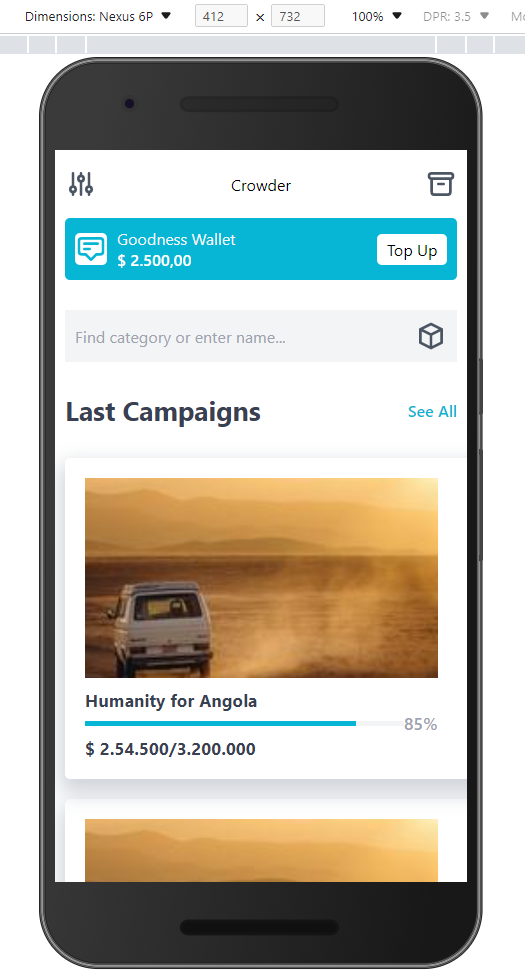 Dimensions: Nexus 6P ▼ 412 × 732 100% ▼ DPR: 3.5 ▼
Crowder
Goodness Wallet
$ 2.500,00
Top Up
Find category or enter name...
Last Campaigns
See All
Humanity for Angola
85%
$ 2.54.500/3.200.000